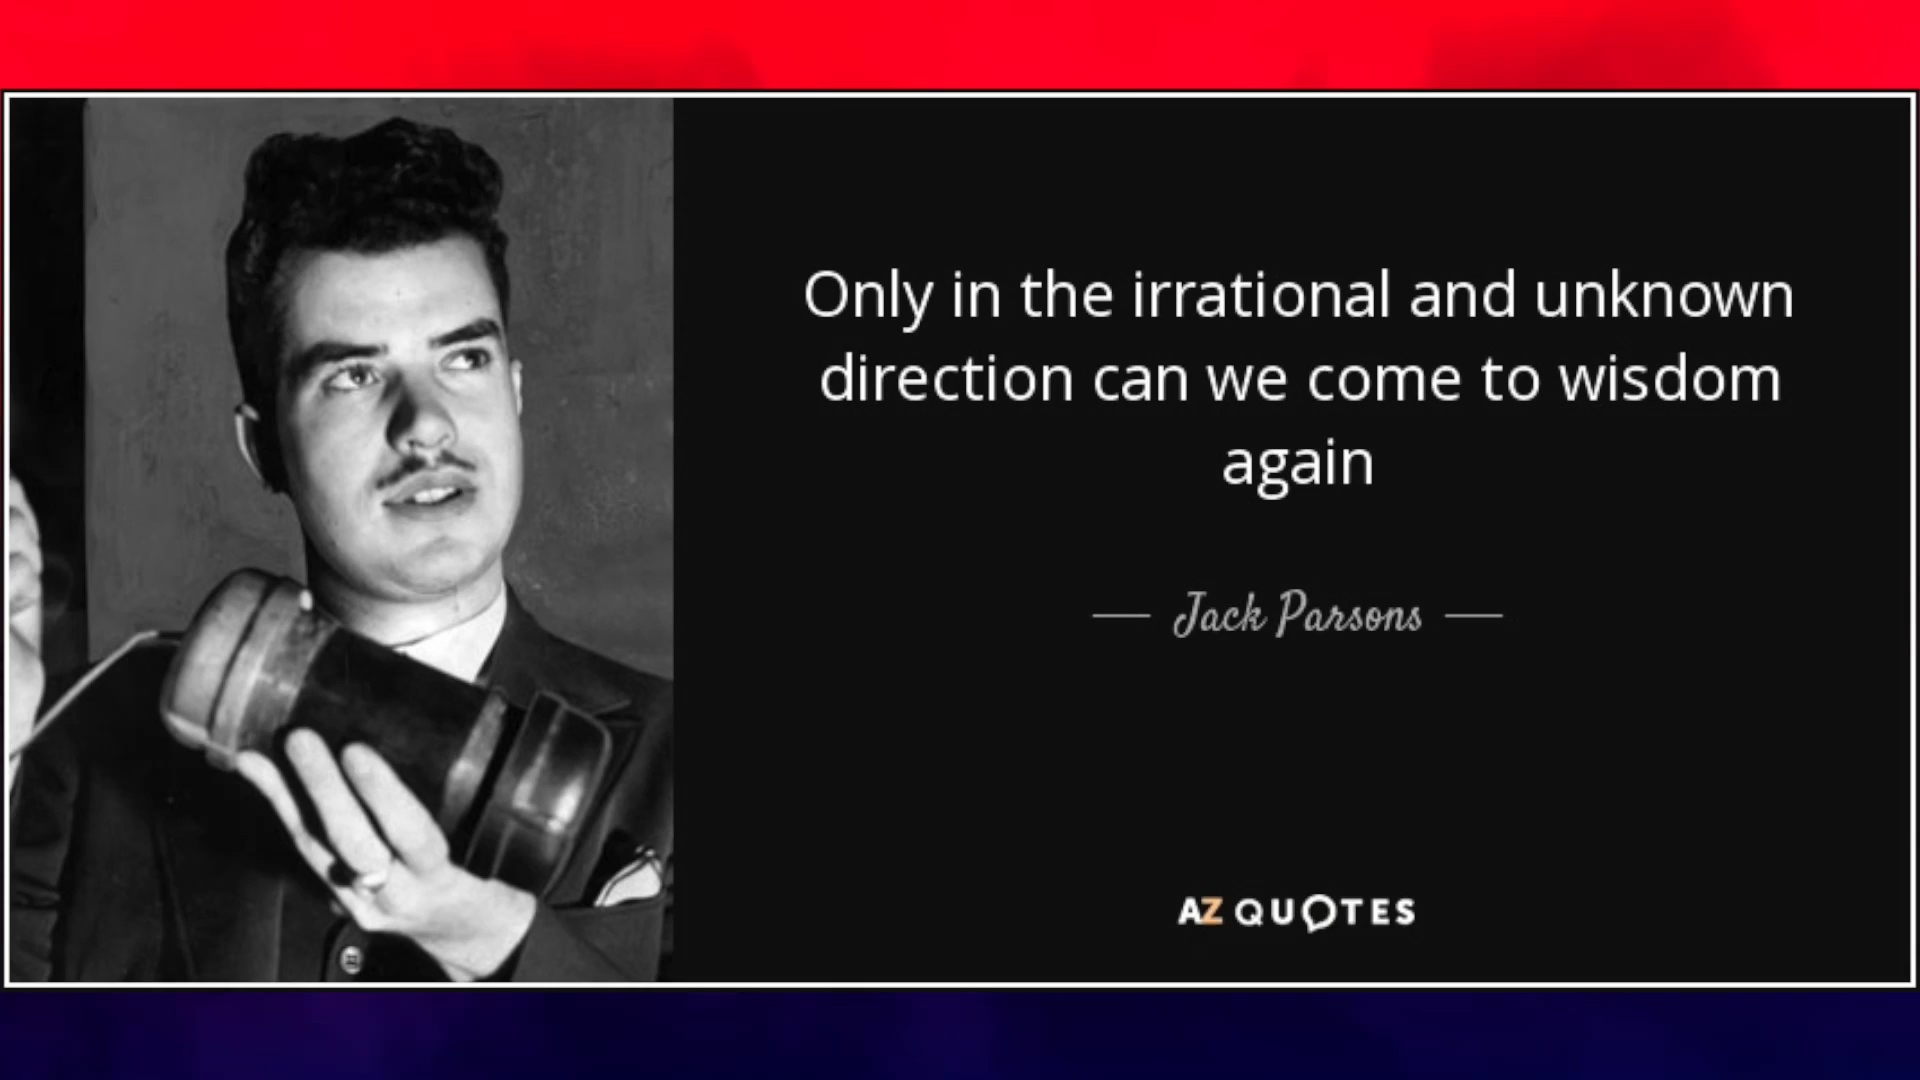 Only in the irrational and unknown
direction can we come to wisdom
again
Jack Parsons
AZ QUOTES